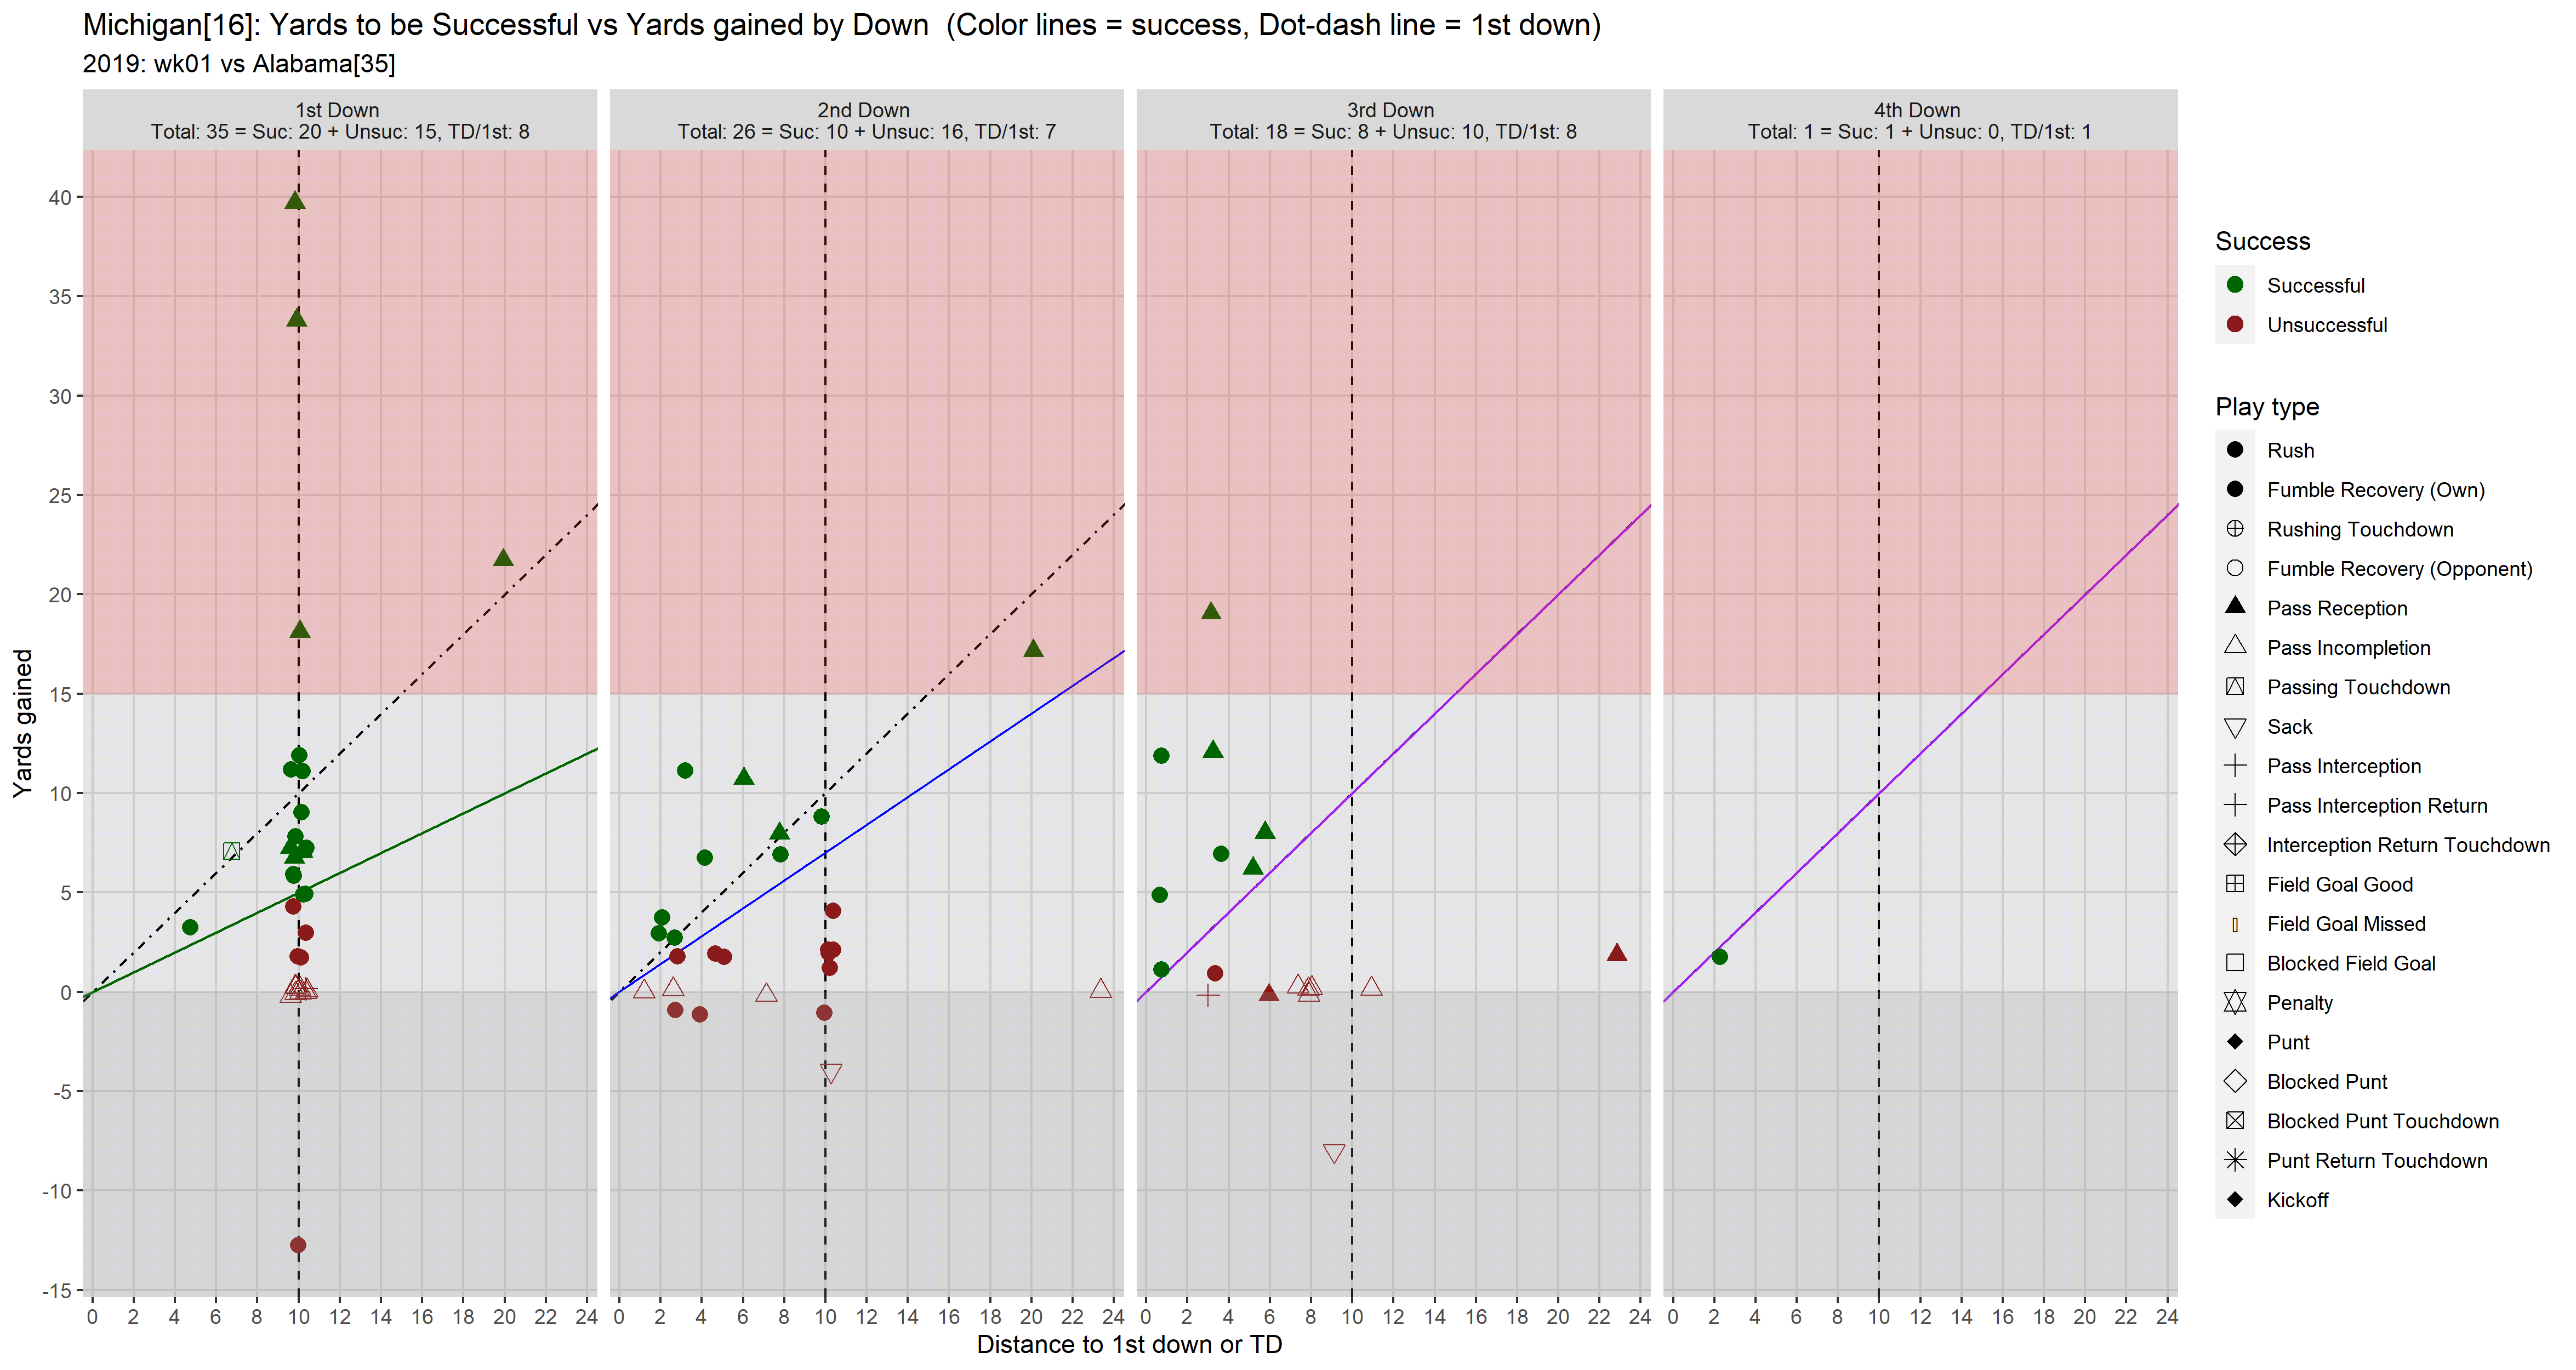 Michigan[16]: Yards to be Successful vs Yards gained by Down  (Color lines = success, Dot-dash line = 1st down)
2019: wk01 vs Alabama[35]
1st Down
Total: 35 = Suc: 20 + Unsuc: 15, TD/1st: 8
2nd Down
Total: 26 = Suc: 10 + Unsuc: 16, TD/1st: 7
3rd Down
Total: 18 = Suc: 8 + Unsuc: 10, TD/1st: 8
4th Down
Total: 1 = Suc: 1 + Unsuc: 0, TD/1st: 1
Yards gained
40
35
30
25
20
15
10
5
0
-5
-10
-15
0 2 4 6 8 10 12 14 16 18 20 22 24
0 2 4 6 8 10 12 14 16 18 20 22 24
0 2 4 6 8 10 12 14 16 18 20 22 24
0 2 4 6 8 10 12 14 16 18 20 22 24
Distance to 1st down or TD
Success
Successful
Unsuccessful
Play type
Rush
Fumble Recovery (Own)
Rushing Touchdown
Fumble Recovery (Opponent)
Pass Reception
Pass Incompletion
Passing Touchdown
Sack
Pass Interception
Pass Interception Return
Interception Return Touchdown
Field Goal Good
Field Goal Missed
Blocked Field Goal
Penalty
Punt
Blocked Punt
Blocked Punt Touchdown
Punt Return Touchdown
Kickoff